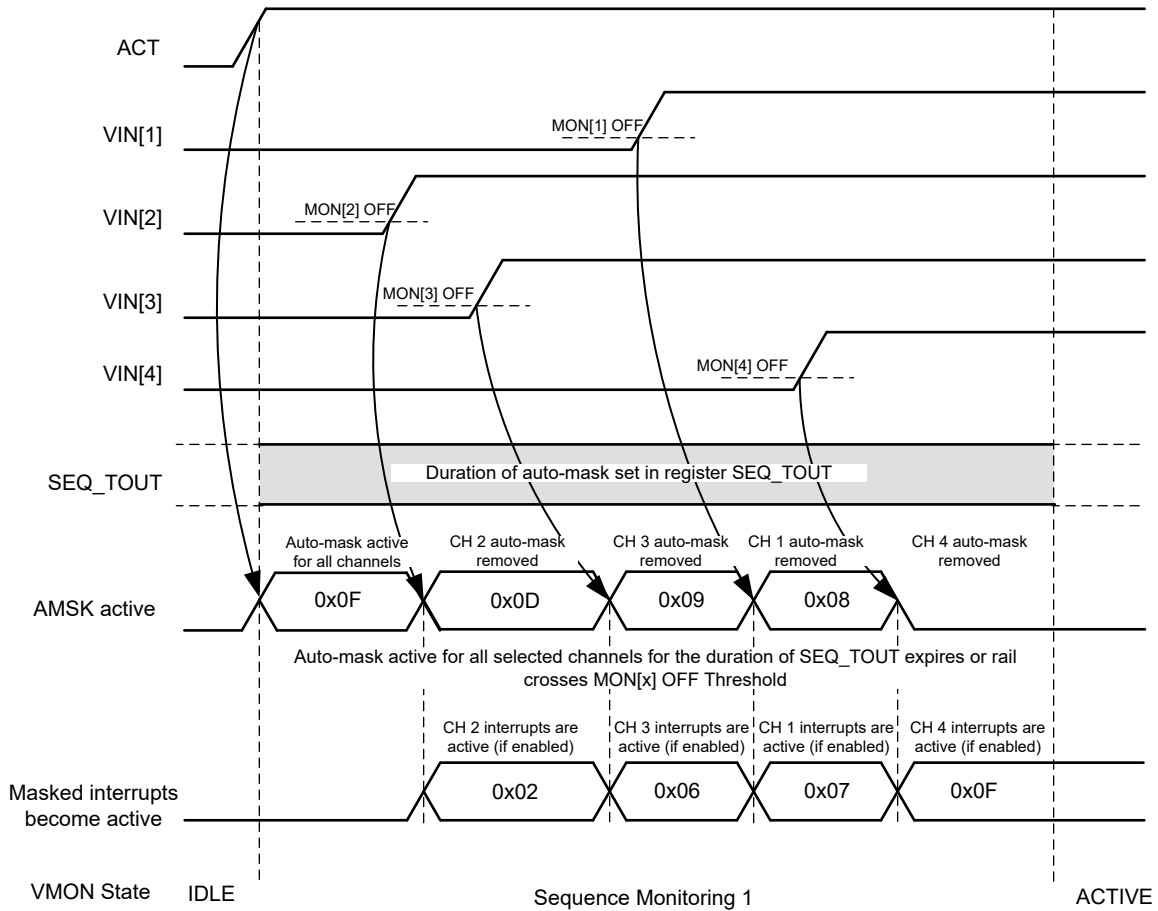 ACT
VIN[1]
MON[1] OFF
VIN[2]
MON[2] OFF
VIN[3]
MON[3] OFF
VIN[4]
MON[4] OFF
SEQ_TOUT
Duration of auto-mask set in register SEQ_TOUT
Auto-mask active
for all channels
CH 2 auto-mask
removed
CH 3 auto-mask
removed
CH 1 auto-mask
removed
CH 4 auto-mask
removed
AMSK active
0x0F
0x0D
0x09
0x08
Auto-mask active for all selected channels for the duration of SEQ_TOUT expires or rail
crosses MON[x] OFF Threshold
CH 2 interrupts are
active (if enabled)
CH 3 interrupts are
active (if enabled)
CH 1 interrupts are
active (if enabled)
CH 4 interrupts are
active (if enabled)
Masked interrupts
become active
0x02
0x06
0x07
0x0F
VMON State
IDLE
Sequence Monitoring 1
ACTIVE